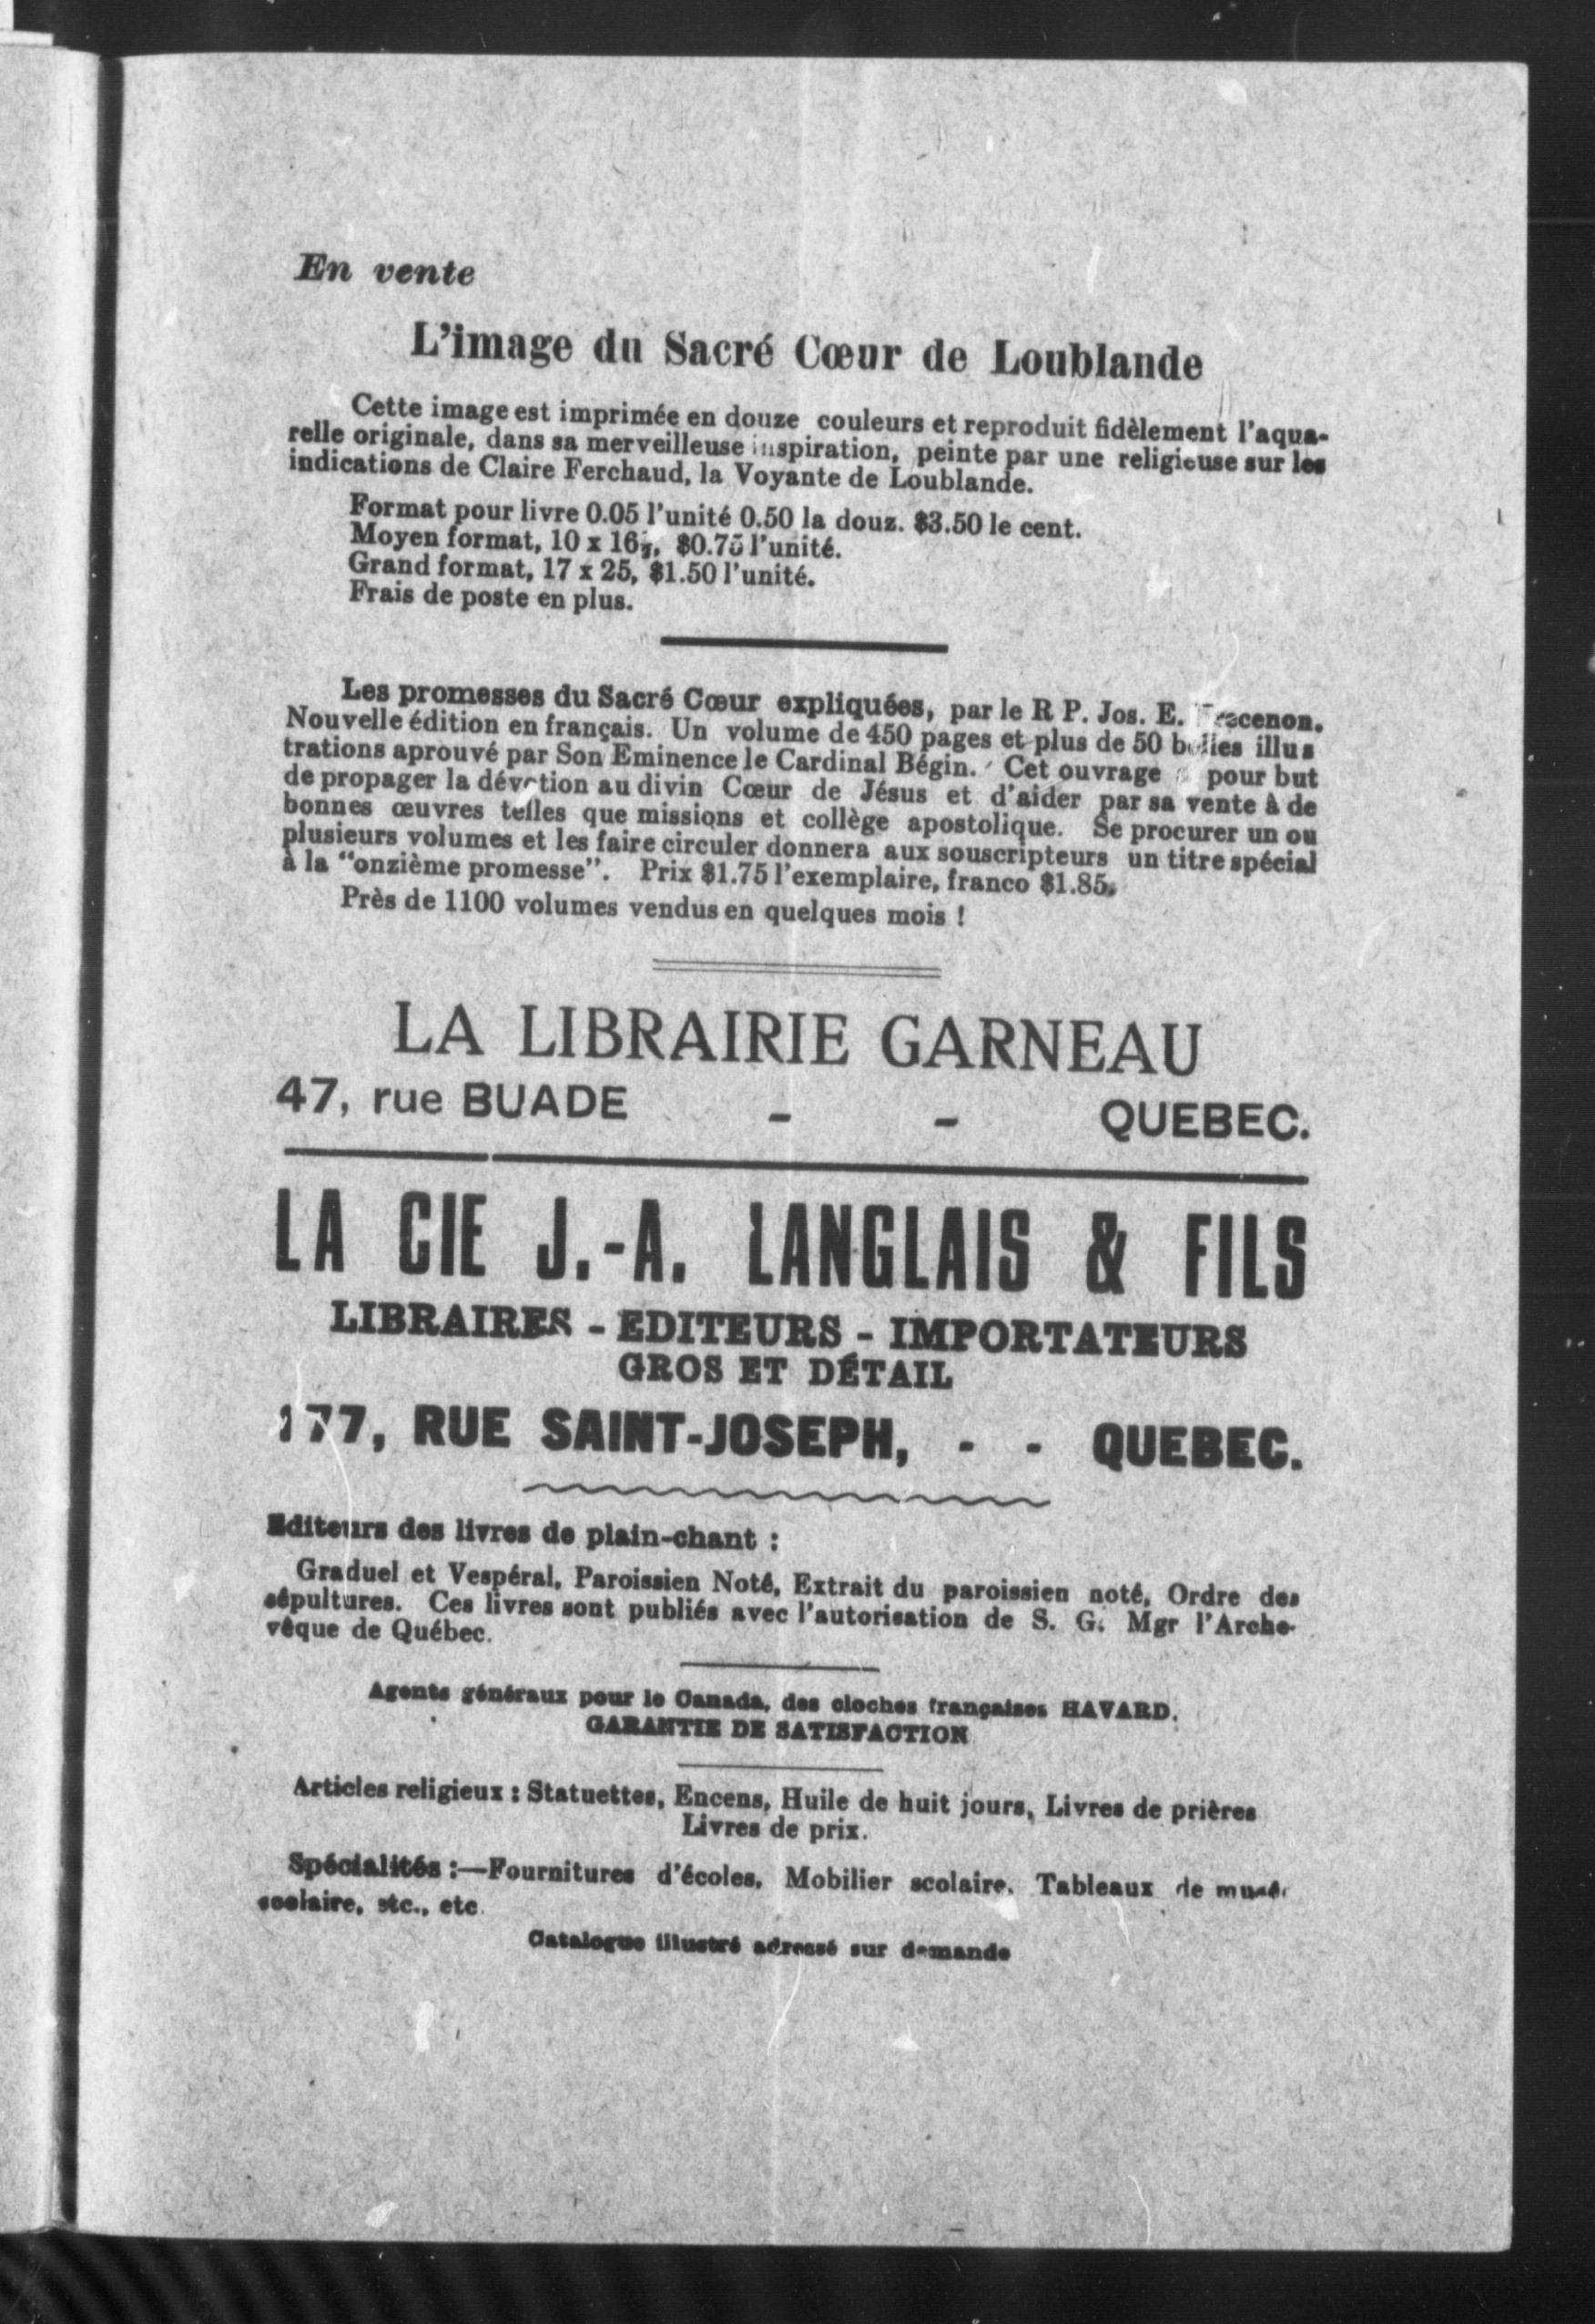 En vente
L'image du Sacré Cœur de Loublande
Cette image est imprimée en douze couleurs et reproduit fidèlement l'aqua-
relle originale, dans sa merveilleuse inspiration, peinte par une religieuse sur les
indications de Claire Ferchaud, la Voyante de Loublande.
Format pour livre 0.05 l'unité 0.50 la douz. $3.50 le cent.
Moyen format, 10 x 16 $0.75 l'unité.
Grand format, 17 x 25, $1.50 l'unité.
Frais de poste en plus.
Les promesses du Sacré Cœur expliquées, par le R P. Jos. E.
Nouvelle édition en français. Un volume de 450 pages et plus de 50 belles illus
trations aprouvé par Son Eminence le Cardinal Bégin. Cet ouvrage a pour but
de propager la dévotion au divin Cœur de Jésus et d'aider par sa vente à de
bonnes œuvres telles que missions et collège apostolique. Se procurer un ou
plusieurs volumes et les faire circuler donnera aux souscripteurs un titre spécial
à la "onzième promesse". Prix $1.75 l'exemplaire, franco $1.85.
Près de 1100 volumes vendus en quelques mois !
LA LIBRAIRIE GARNEAU
47, rue BUADE - - QUEBEC.
LA CIE J.-A. LANGLAIS & FILS
LIBRAIRES - EDITEURS - IMPORTATEURS
GROS ET DÉTAIL
177, RUE SAINT-JOSEPH, - - QUEBEC.
Editeurs des livres de plain-chant :
Graduel et Vespéral, Paroissien Noté, Extrait du paroissien noté, Ordre des
sépultures. Ces livres sont publiés avec l'autorisation de S. G. Mgr l'Arche-
vêque de Québec.
Agents généraux pour le Canada, des cloches françaises HAVARD.
GARANTIE DE SATISFACTION
Articles religieux : Statuettes, Encens, Huile de huit jours, Livres de prières
Livres de prix.
Spécialités :—Fournitures d'écoles, Mobilier scolaire. Tableaux de musée
scolaire, etc., etc.
Catalogue illustré adressé sur demande